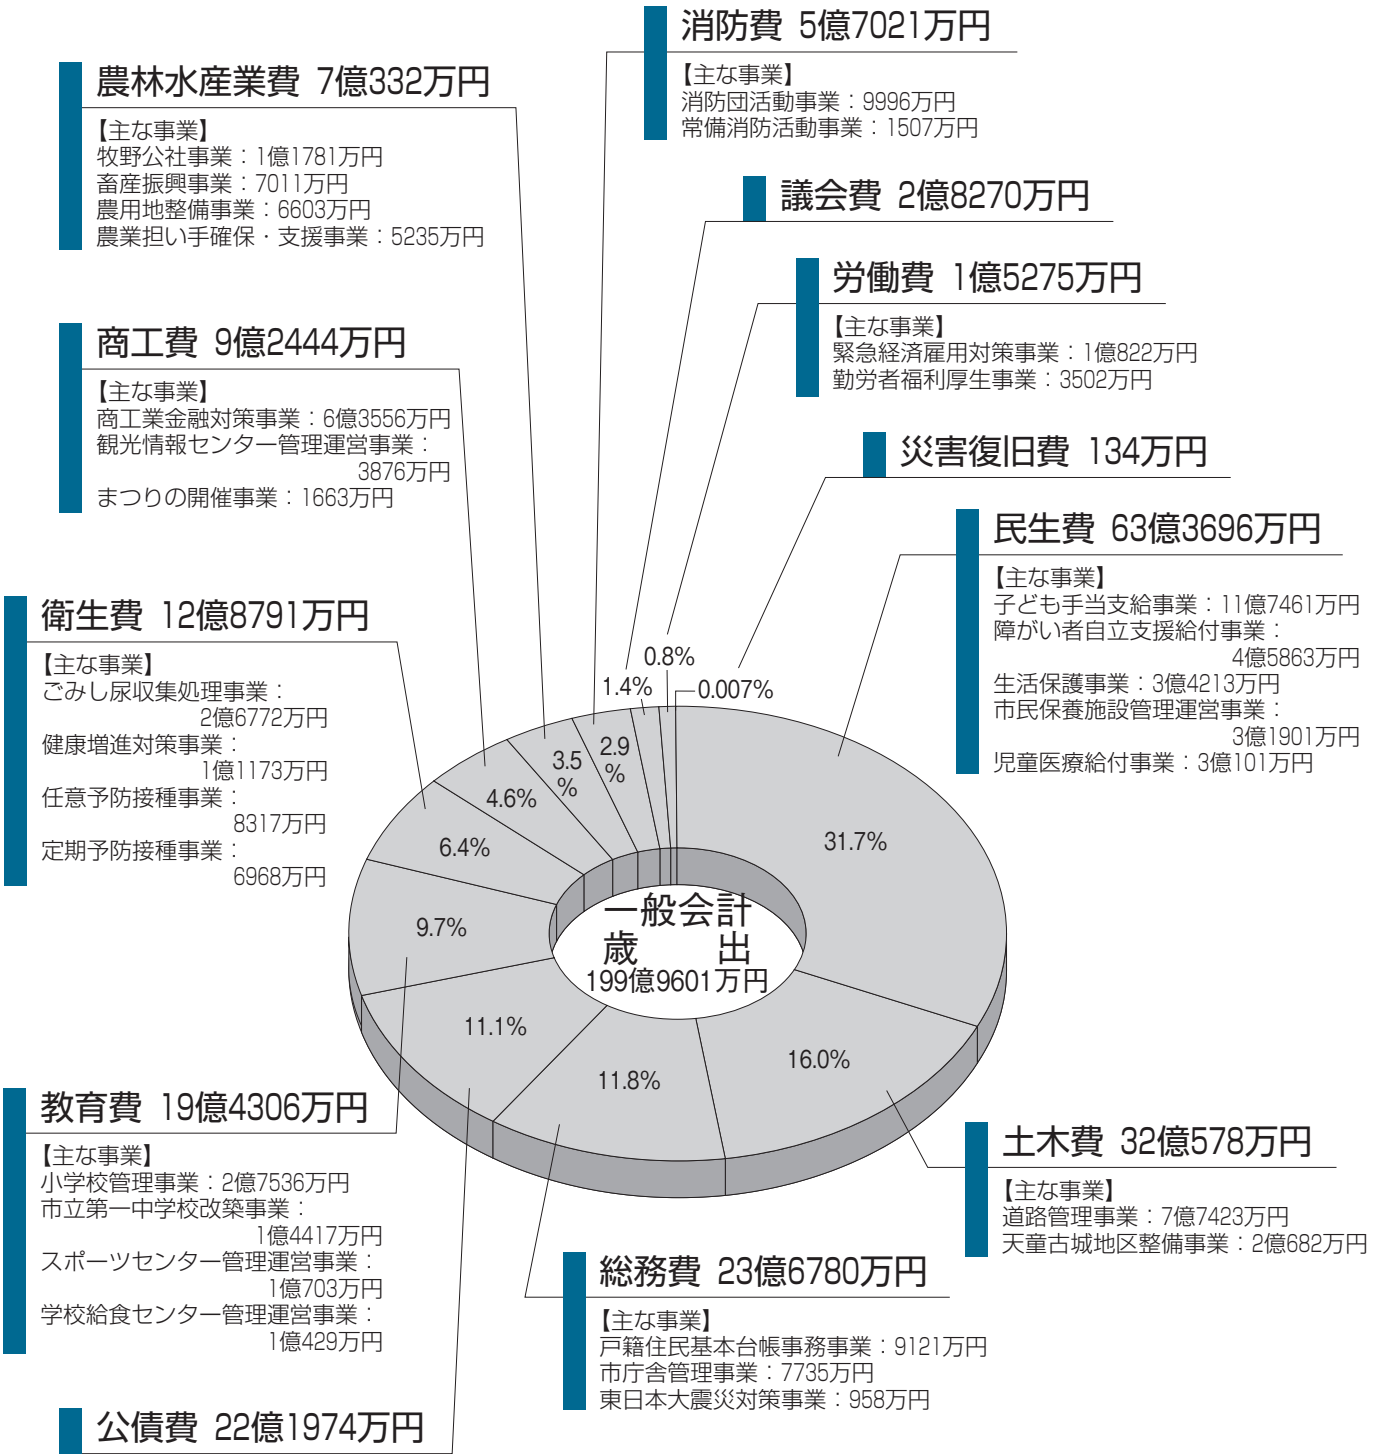 消防費 5億7021万円
【主な事業】
消防団活動事業：9996万円
常備消防活動事業：1507万円
農林水産業費 7億332万円
【主な事業】
牧野公社事業：1億1781万円
畜産振興事業：7011万円
農用地整備事業：6603万円
農業担い手確保・支援事業：5235万円
議会費 2億8270万円
労働費 1億5275万円
【主な事業】
緊急経済雇用対策事業：1億822万円
勤労者福利厚生事業：3502万円
商工費 9億2444万円
【主な事業】
商工業金融対策事業：6億3556万円
観光情報センター管理運営事業：
3876万円
まつりの開催事業：1663万円
災害復旧費 134万円
民生費 63億3696万円
【主な事業】
子ども手当支給事業：11億7461万円
障がい者自立支援給付事業：
4億5863万円
生活保護事業：3億4213万円
市民保養施設管理運営事業：
3億1901万円
児童医療給付事業：3億101万円
衛生費 12億8791万円
【主な事業】
ごみし尿収集処理事業：
2億6772万円
健康増進対策事業：
1億1173万円
任意予防接種事業：
8317万円
定期予防接種事業：
6968万円
0.8%
1.4%
0.007%
2.9
%
3.5
%
4.6%
6.4%
31.7%
9.7%
11.1%
11.8%
16.0%
一般会計
歳出
199億9601万円
教育費 19億4306万円
【主な事業】
小学校管理事業：2億7536万円
市立第一中学校改築事業：
1億4417万円
スポーツセンター管理運営事業：
1億703万円
学校給食センター管理運営事業：
1億429万円
土木費 32億578万円
【主な事業】
道路管理事業：7億7423万円
天童古城地区整備事業：2億682万円
総務費 23億6780万円
【主な事業】
戸籍住民基本台帳事務事業：9121万円
市庁舎管理事業：7735万円
東日本大震災対策事業：958万円
公債費 22億1974万円